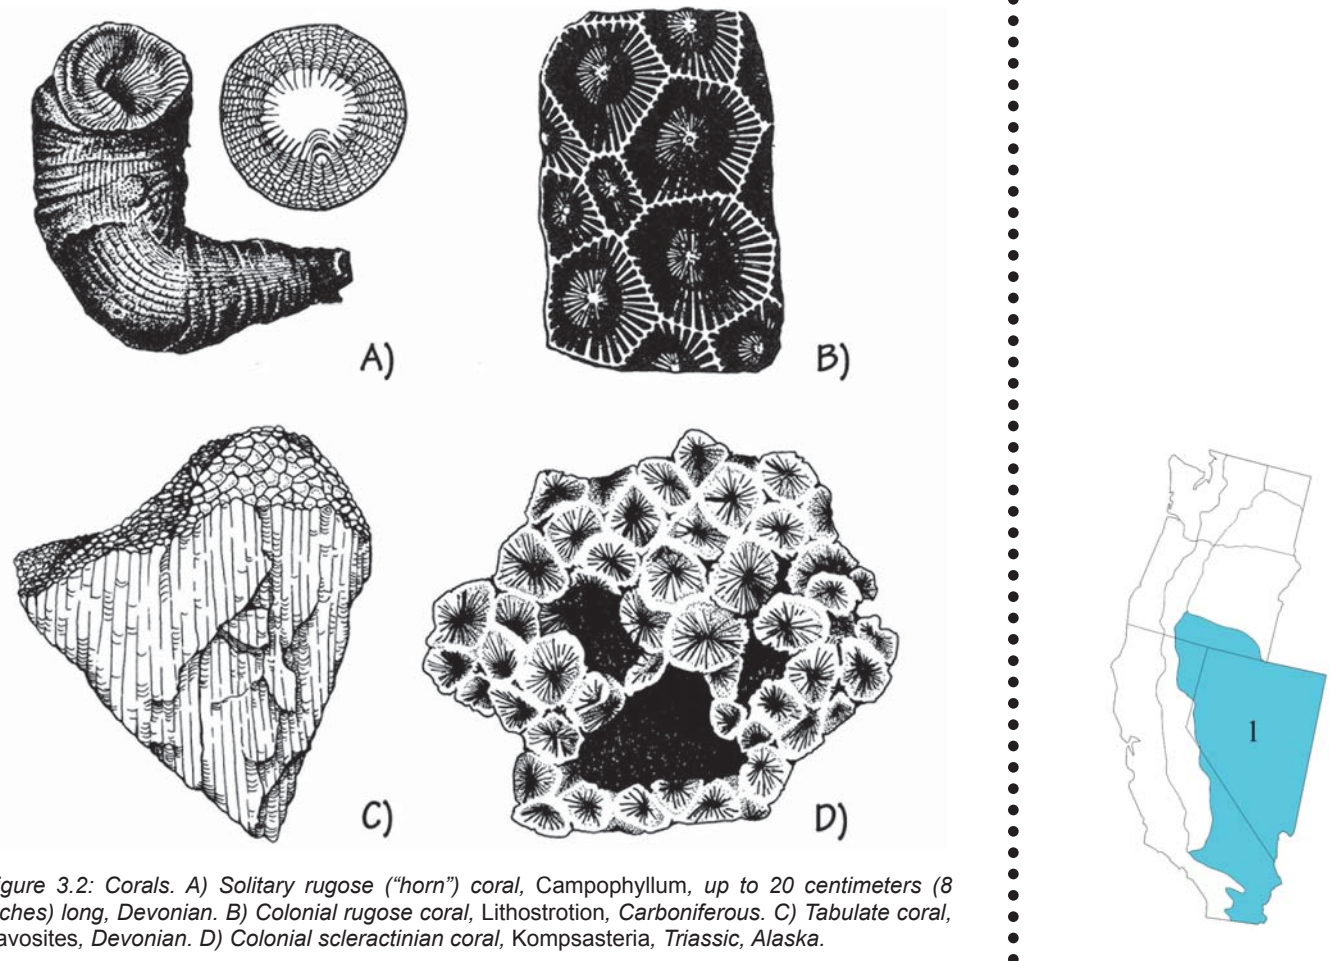 A)
B)
C)
D)
1
igure 3.2: Corals. A) Solitary rugose (“horn”) coral, Campophyllum, up to 20 centimeters (8
ches) long, Devonian. B) Colonial rugose coral, Lithostrotion, Carboniferous. C) Tabulate coral,
avosites, Devonian. D) Colonial scleractinian coral, Kompsasteria, Triassic, Alaska.